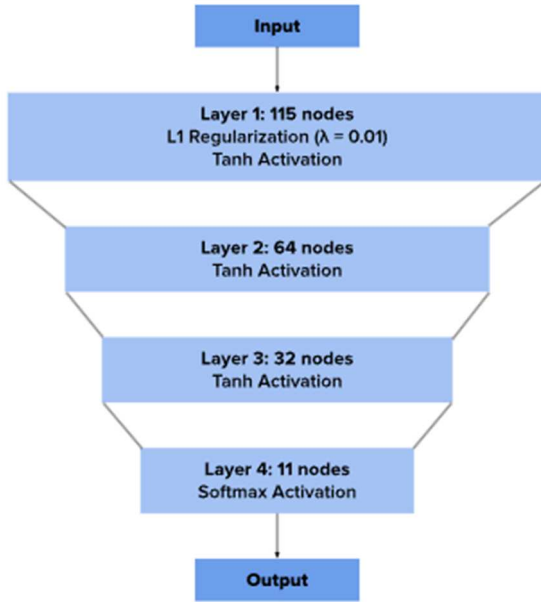 Input
Layer 1: 115 nodes
L1 Regularization (λ = 0.01)
Tanh Activation
Layer 2: 64 nodes
Tanh Activation
Layer 3: 32 nodes
Tanh Activation
Layer 4: 11 nodes
Softmax Activation
Output